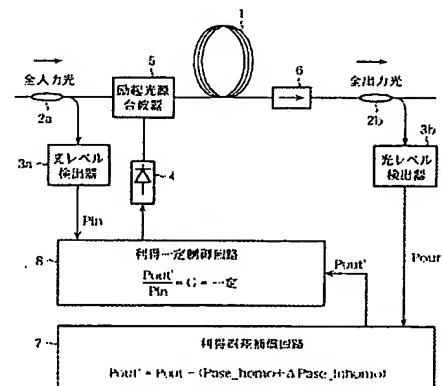 1
5
全入力光
励起光源
合波器
6
全出力光
2a
2b
3a
光レベル
検出器
4
3b
光レベル
検出器
Pin
Pout
8
利得一定制御回路
Pout'/Pin = G = 一定
Pout'
7
利得誤差補償回路
Pout' = Pout − (Pase_homo + Δ Pase_inhomo)